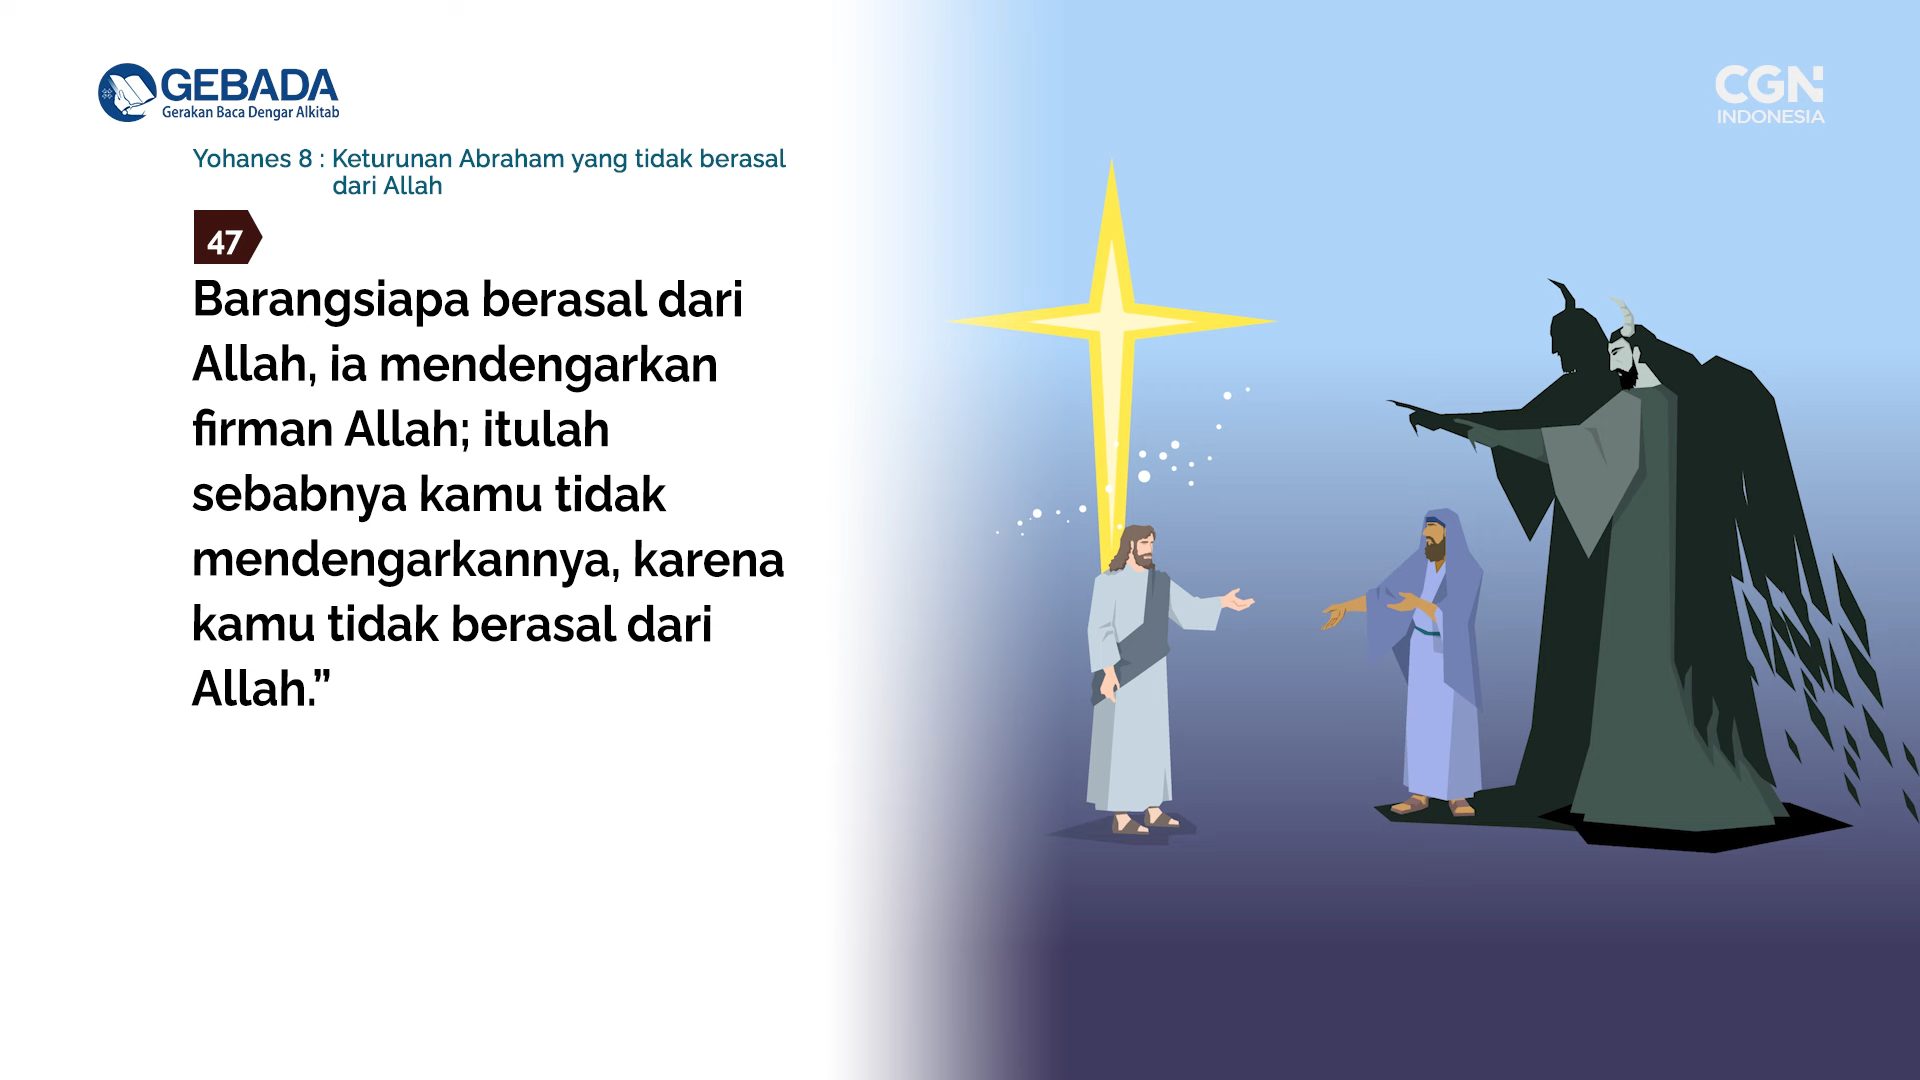 GEBADA
Gerakan Baca Dengar Alkitab
CGN
INDONESIA
Yohanes 8 : Keturunan Abraham yang tidak berasal
dari Allah
47
Barangsiapa berasal dari
Allah, ia mendengarkan
firman Allah; itulah
sebabnya kamu tidak
mendengarkannya, karena
kamu tidak berasal dari
Allah.”